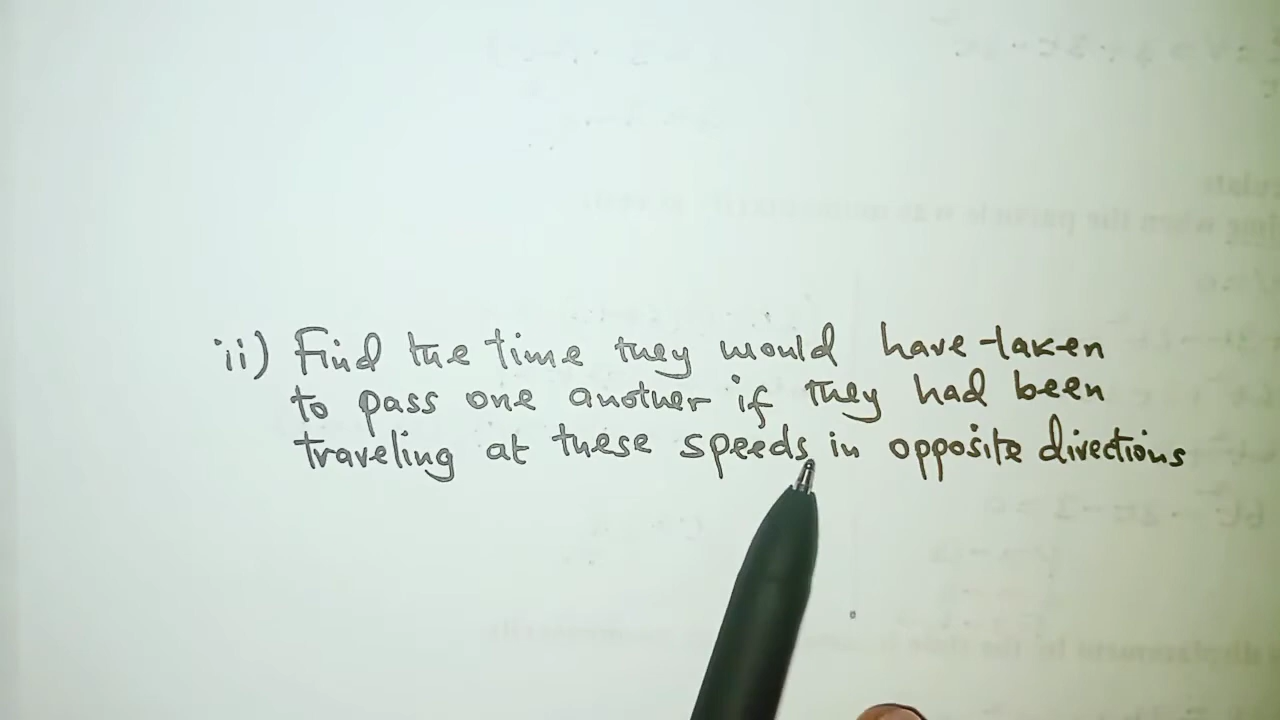 ii) Find the time they would have taken
to pass one another if they had been
traveling at these speeds in opposite directions